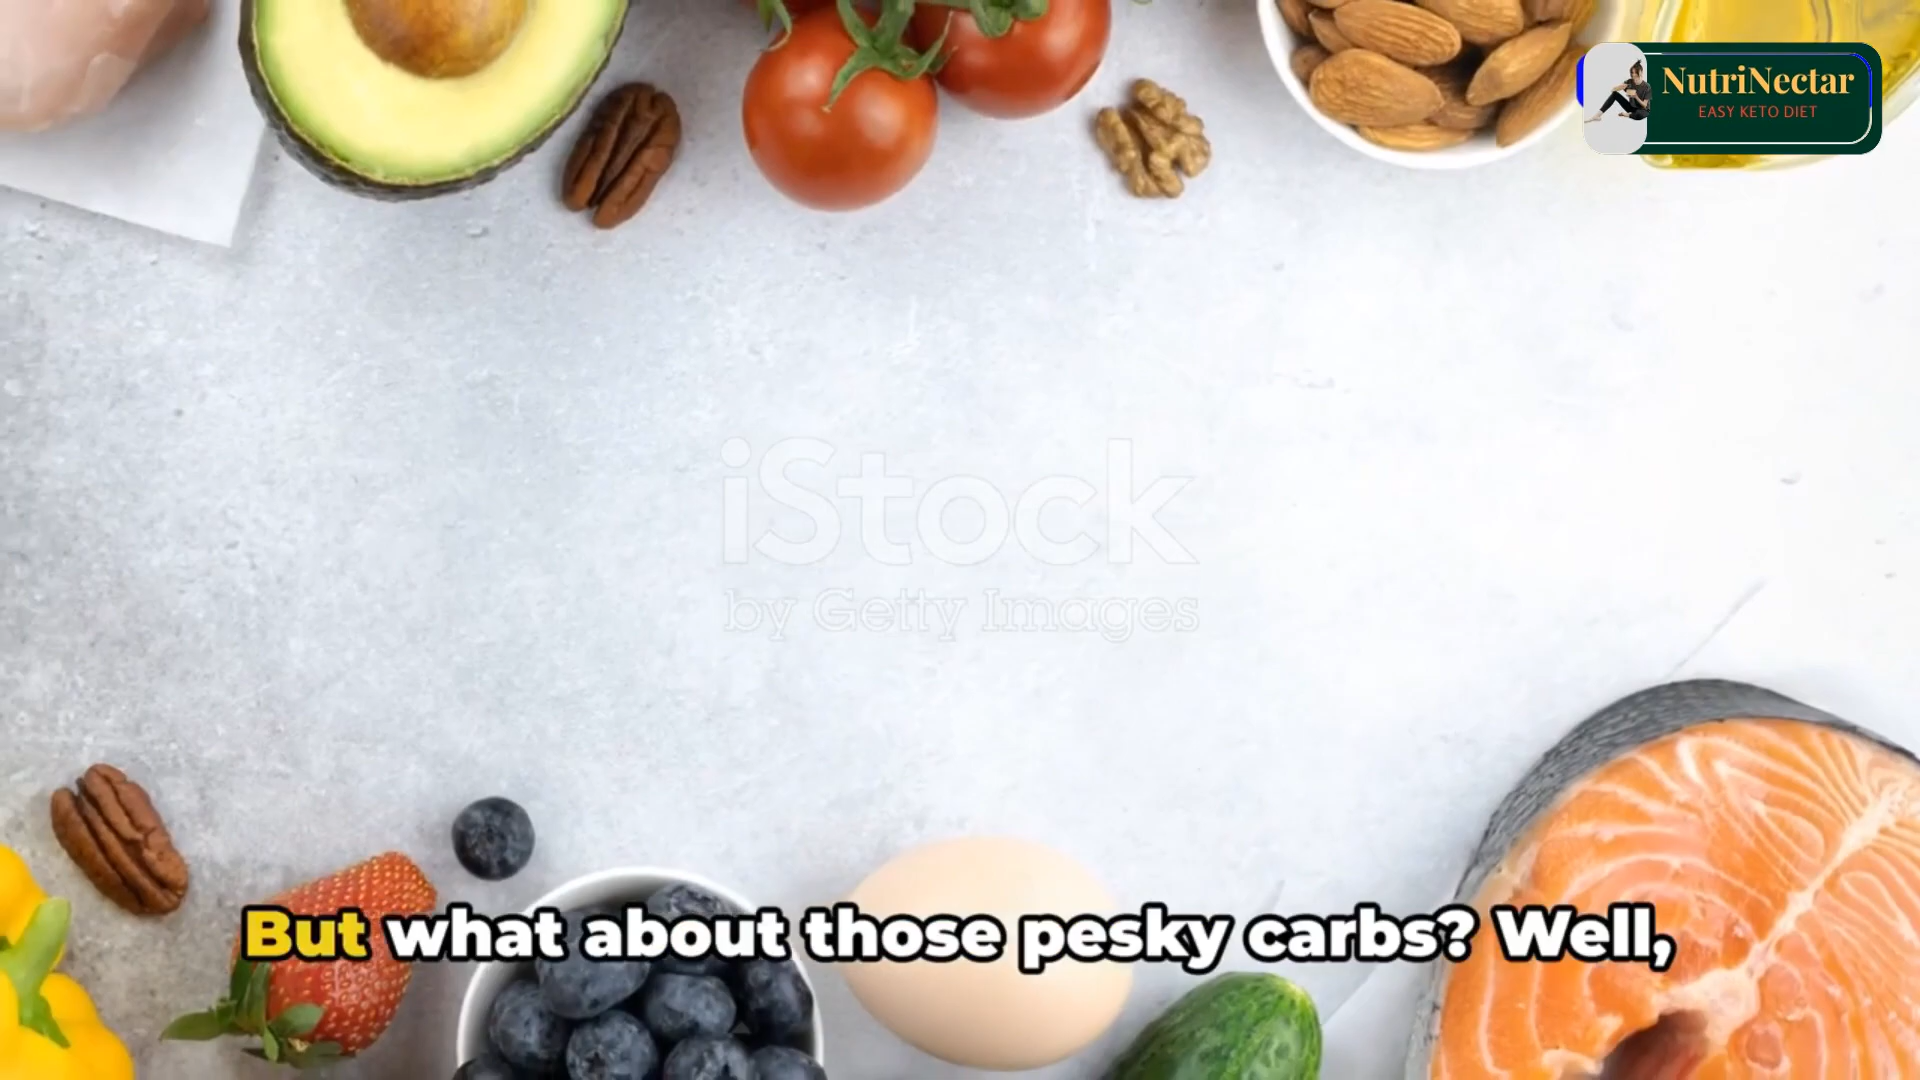 NutriNectar
EASY KETO DIET
iStock
by Getty Images
But what about those pesky carbs? Well,